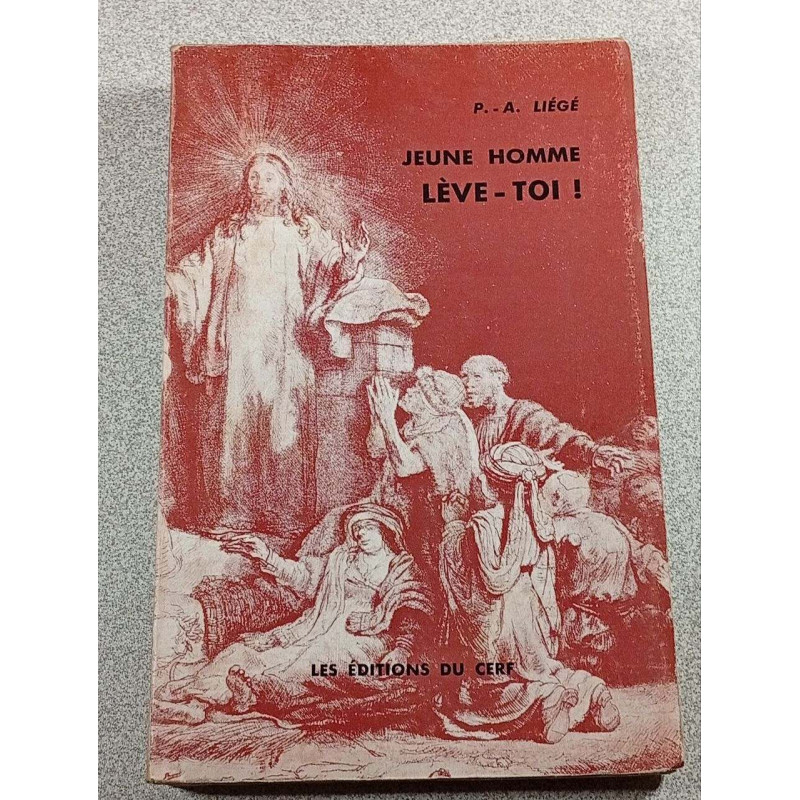 P.-A. LIÉGÉ
JEUNE HOMME
LÈVE-TOI !
LES ÉDITIONS DU CERF